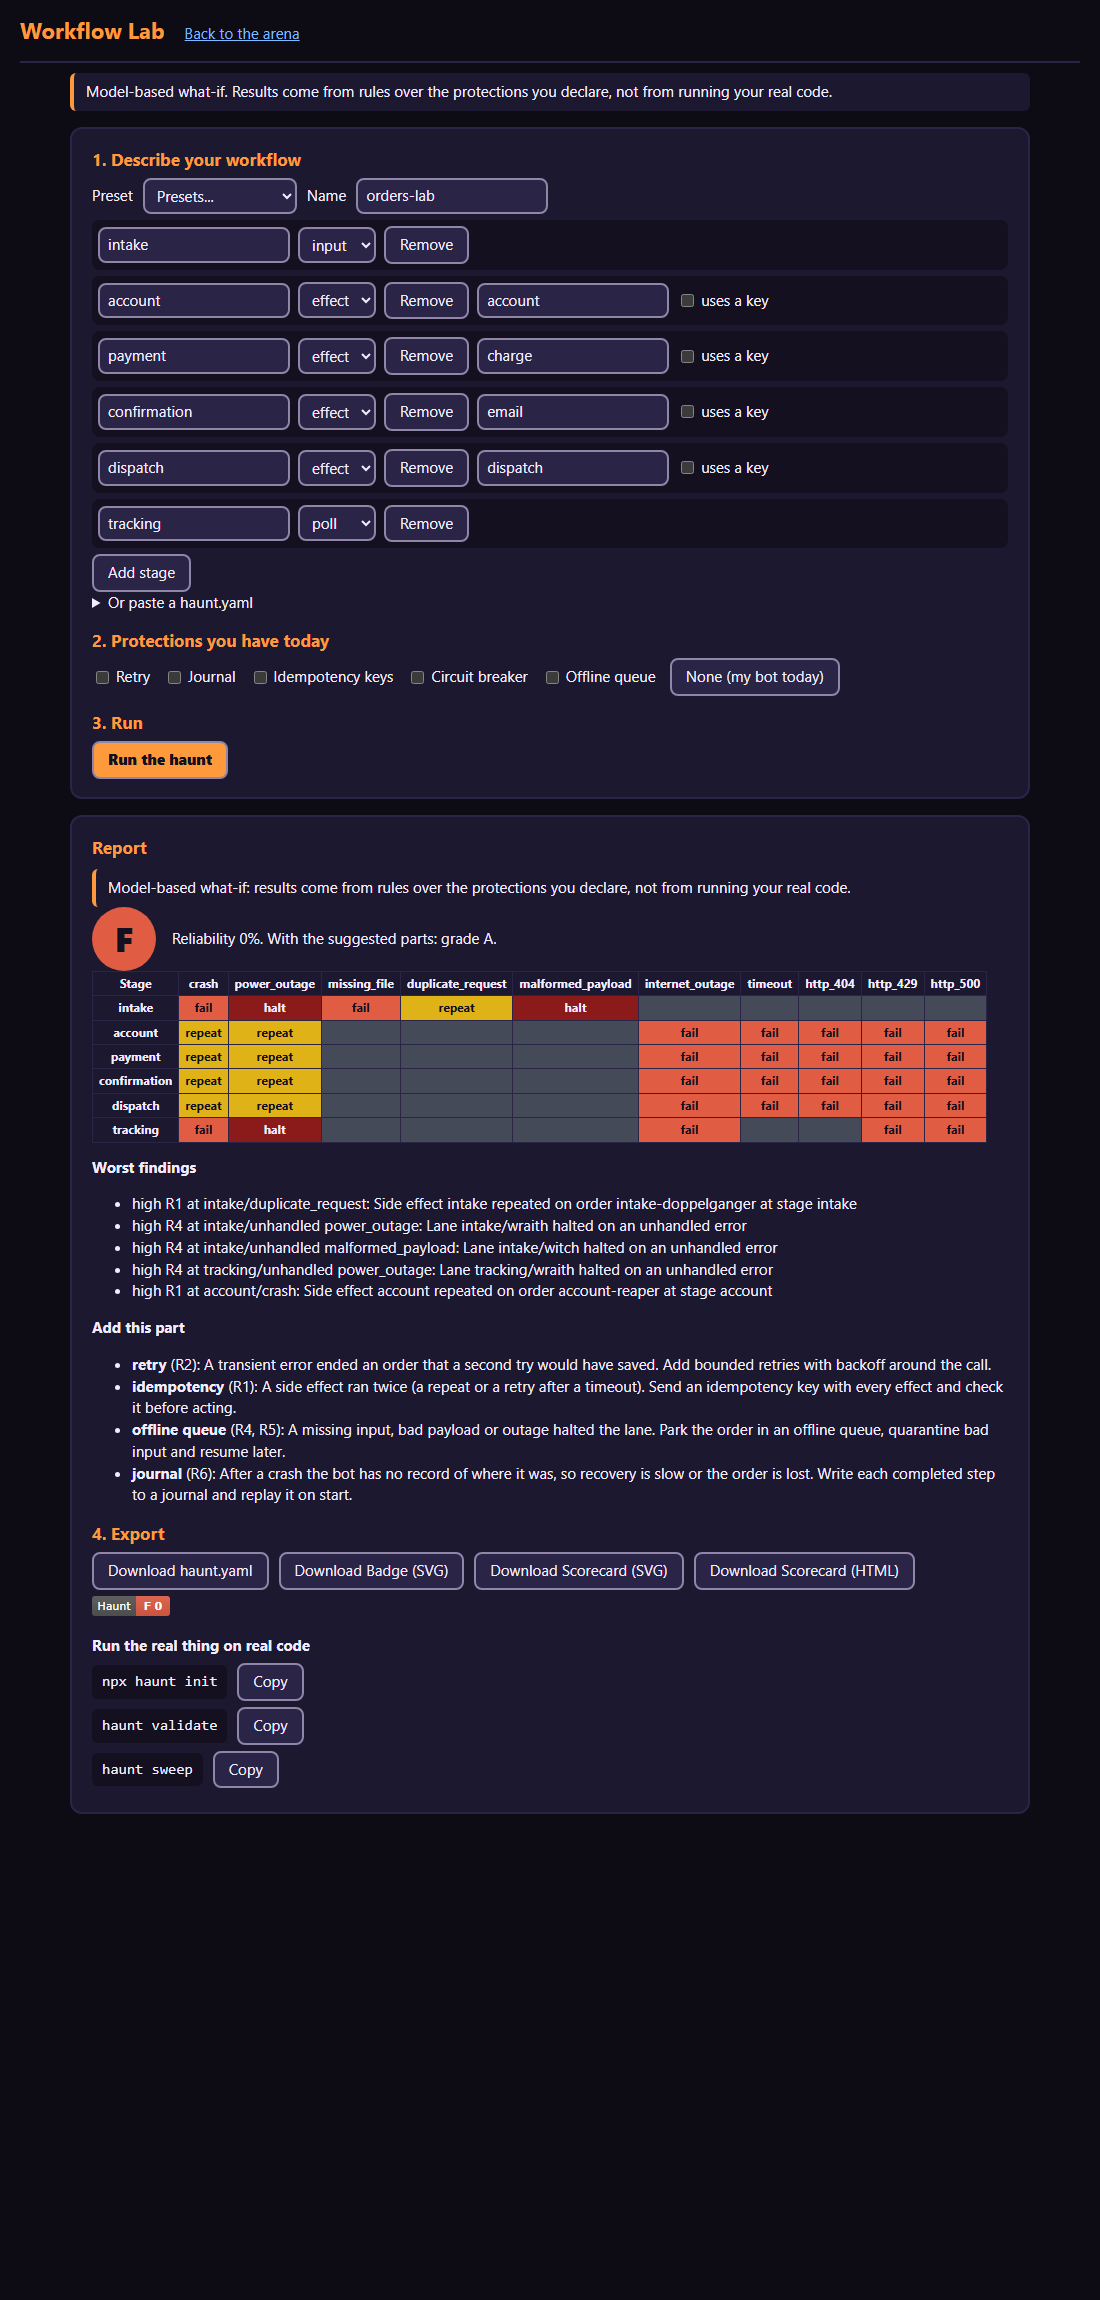 Workflow Lab Back to the arena
Model-based what-if. Results come from rules over the protections you declare, not from running your real code.
1. Describe your workflow
Preset Presets... Name orders-lab
intake input Remove
account effect Remove account uses a key
payment effect Remove charge uses a key
confirmation effect Remove email uses a key
dispatch effect Remove dispatch uses a key
tracking poll Remove
Add stage
Or paste a haunt.yaml
2. Protections you have today
Retry Journal Idempotency keys Circuit breaker Offline queue None (my bot today)
3. Run
Run the haunt
Report
Model-based what-if: results come from rules over the protections you declare, not from running your real code.
F Reliability 0%. With the suggested parts: grade A.
Stage crash power_outage missing_file duplicate_request malformed_payload internet_outage timeout http_404 http_429 http_500
intake fail halt fail repeat halt
account repeat repeat fail fail fail fail fail
payment repeat repeat fail fail fail fail fail
confirmation repeat repeat fail fail fail fail fail
dispatch repeat repeat fail fail fail fail fail
tracking fail halt fail fail fail
Worst findings
• high R1 at intake/duplicate_request: Side effect intake repeated on order intake-doppelganger at stage intake
• high R4 at intake/unhandled power_outage: Lane intake/wraith halted on an unhandled error
• high R4 at intake/unhandled malformed_payload: Lane intake/witch halted on an unhandled error
• high R4 at tracking/unhandled power_outage: Lane tracking/wraith halted on an unhandled error
• high R1 at account/crash: Side effect account repeated on order account-reaper at stage account
Add this part
• retry (R2): A transient error ended an order that a second try would have saved. Add bounded retries with backoff around the call.
• idempotency (R1): A side effect ran twice (a repeat or a retry after a timeout). Send an idempotency key with every effect and check
it before acting.
• offline queue (R4, R5): A missing input, bad payload or outage halted the lane. Park the order in an offline queue, quarantine bad
input and resume later.
• journal (R6): After a crash the bot has no record of where it was, so recovery is slow or the order is lost. Write each completed step
to a journal and replay it on start.
4. Export
Download haunt.yaml Download Badge (SVG) Download Scorecard (SVG) Download Scorecard (HTML)
Haunt F 0
Run the real thing on real code
npx haunt init Copy
haunt validate Copy
haunt sweep Copy